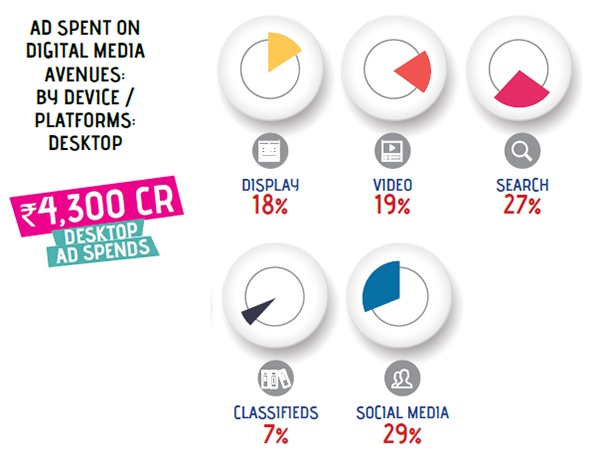 AD SPENT ON
DIGITAL MEDIA
AVENUES:
BY DEVICE /
PLATFORMS:
DESKTOP
₹4,300 CR
DESKTOP
AD SPENDS
DISPLAY
18%
VIDEO
19%
SEARCH
27%
CLASSIFIEDS
7%
SOCIAL MEDIA
29%